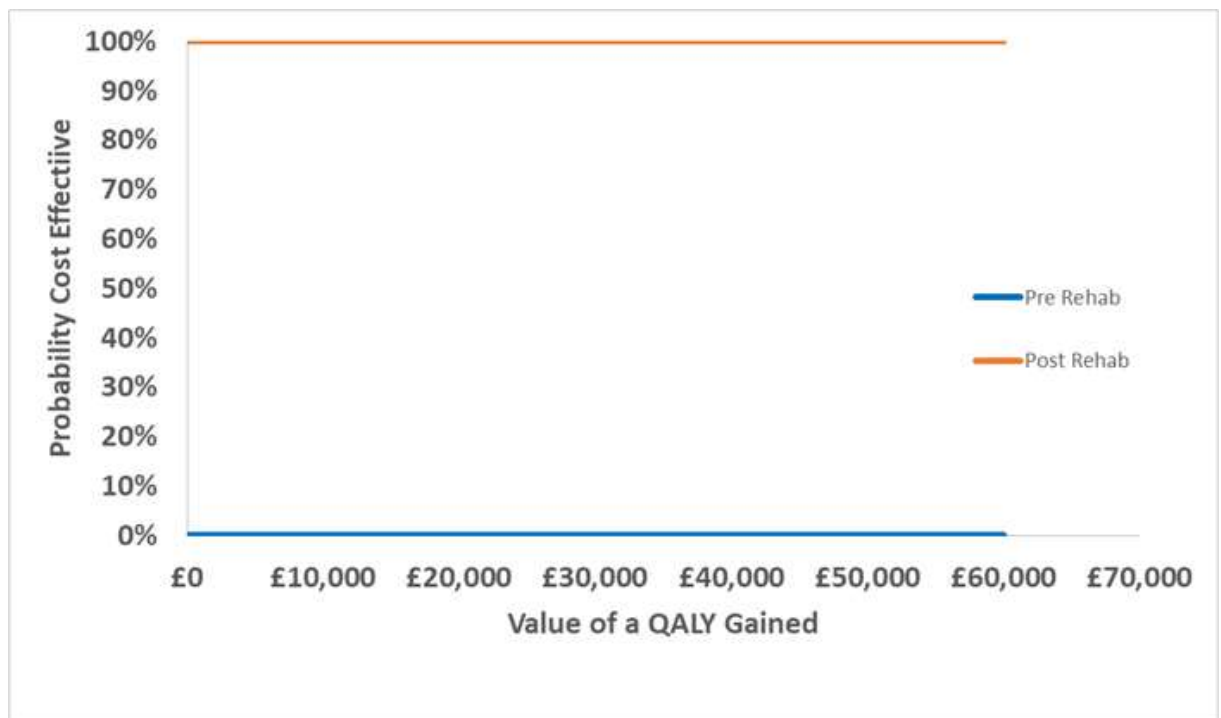 100%
90%
80%
70%
60%
50%
40%
30%
20%
10%
0%
Probability Cost Effectiive
Pre Rehab
Post Rehab
£0 £10,000 £20,000 £30,000 £40,000 £50,000 £60,000 £70,000
Value of a QALY Gained